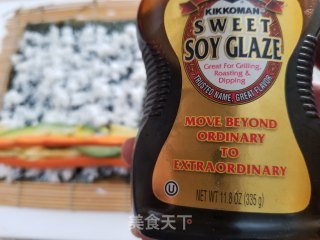 KIKKOMAN
SWEET
SOY GLAZE
Great For Grilling,
Roasting &
Dipping
TRUSTED NAME, GREAT FLAVOR
MOVE BEYOND
ORDINARY
TO
EXTRAORDINARY
U
NET WT 11.8 OZ (335 g)
美食天下